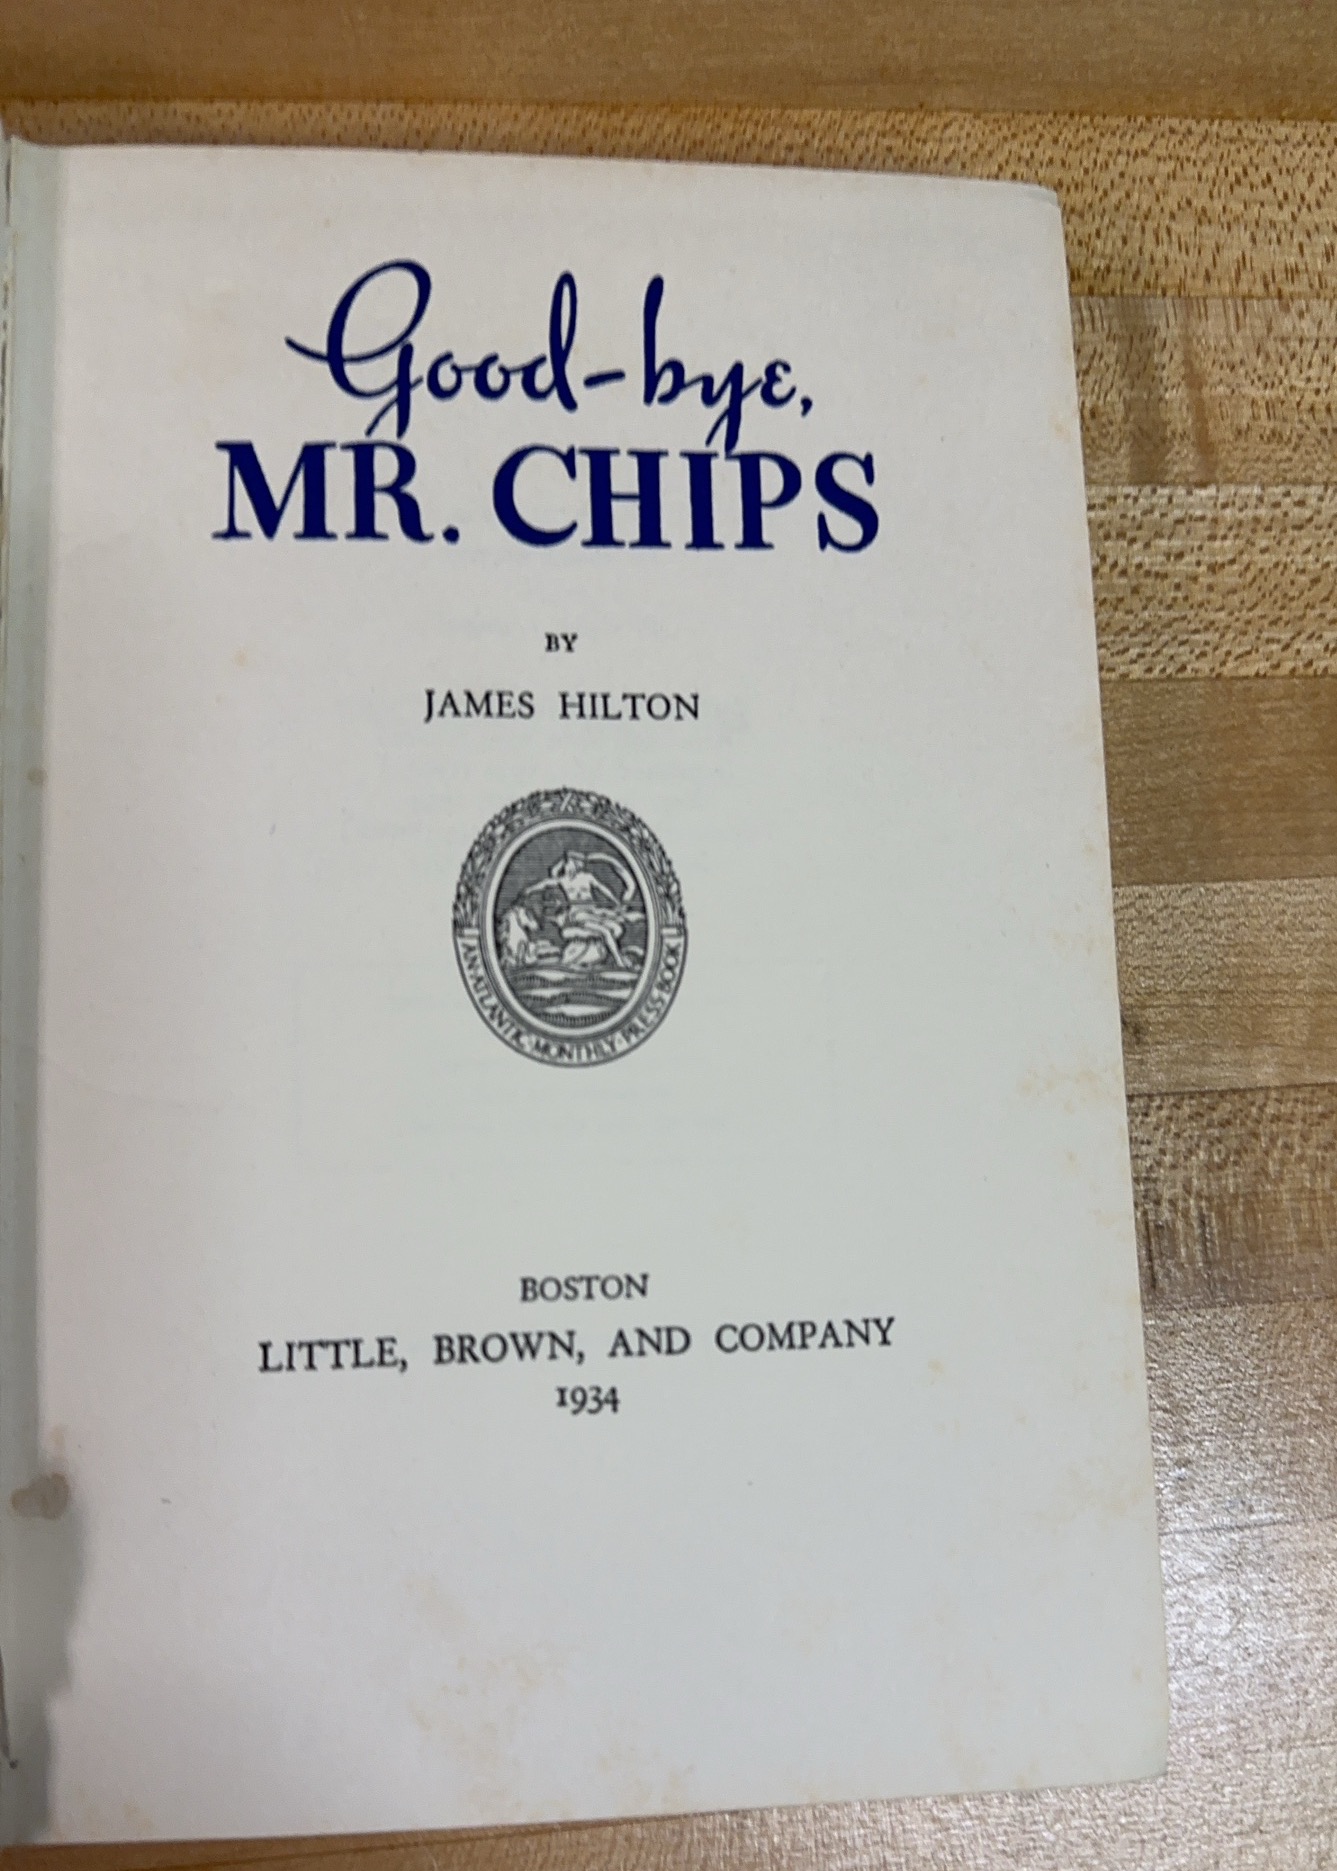 Good-bye,
MR. CHIPS
BY
JAMES HILTON
AN·ATLANTIC·MONTHLY·PRESS BOOK
BOSTON
LITTLE, BROWN, AND COMPANY
1934